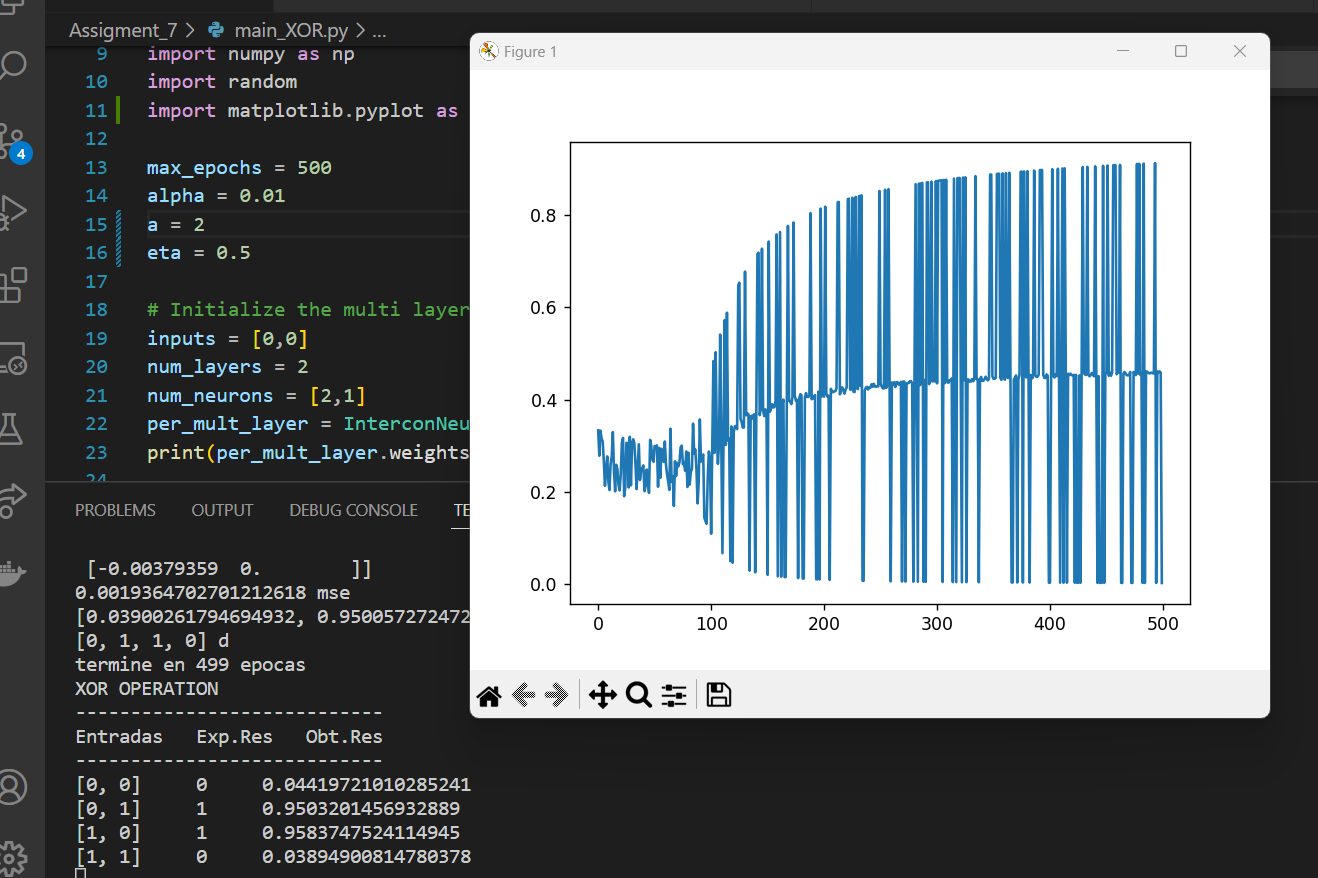 Assigment_7 > main_XOR.py > ...
9 import numpy as np
10 import random
11 import matplotlib.pyplot as
12
13 max_epochs = 500
14 alpha = 0.01
15 a = 2
16 eta = 0.5
17
18 # Initialize the multi layer
19 inputs = [0,0]
20 num_layers = 2
21 num_neurons = [2,1]
22 per_mult_layer = InterconNeu
23 print(per_mult_layer.weights
24
4
PROBLEMS OUTPUT DEBUG CONSOLE TE
[-0.00379359 0. ]]
0.0019364702701212618 mse
[0.03900261794694932, 0.950057272472
[0, 1, 1, 0] d
termine en 499 epocas
XOR OPERATION
----------------------------
Entradas Exp.Res Obt.Res
----------------------------
[0, 0] 0 0.04419721010285241
[0, 1] 1 0.9503201456932889
[1, 0] 1 0.9583747524114945
[1, 1] 0 0.03894900814780378
Figure 1
0.8
0.6
0.4
0.2
0.0
0 100 200 300 400 500